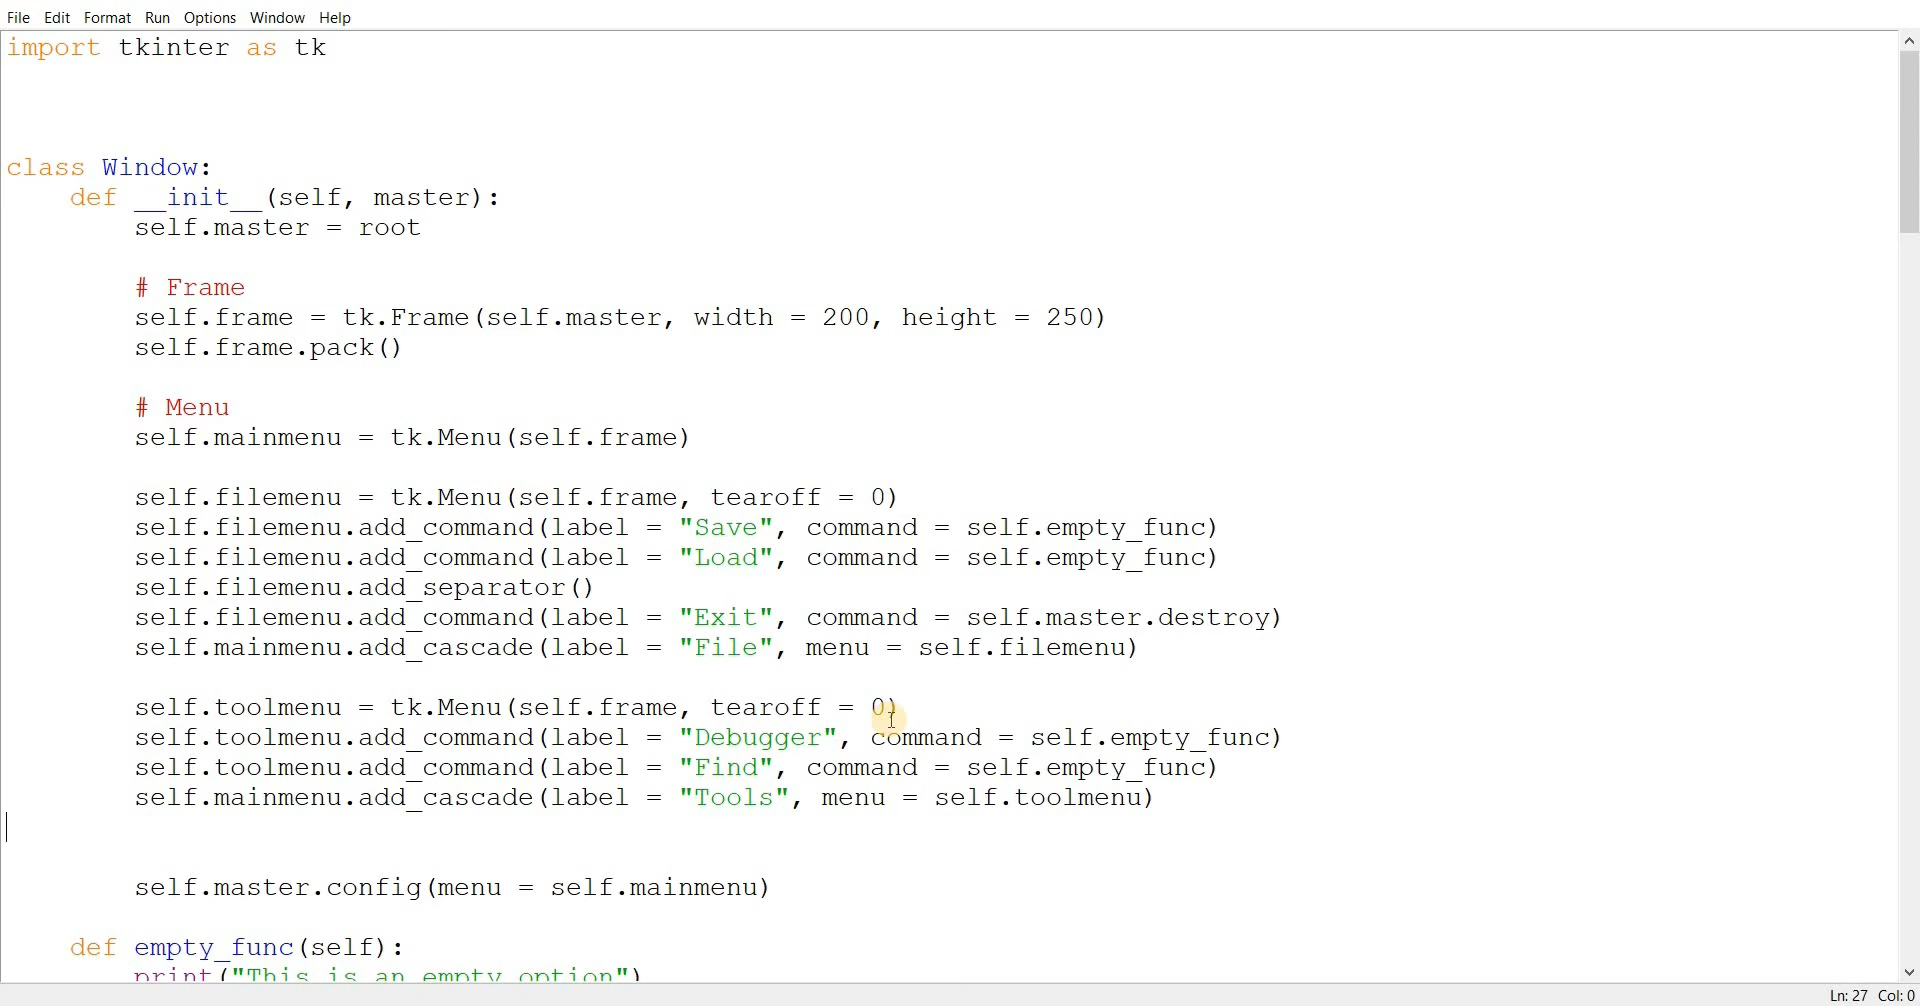 File Edit Format Run Options Window Help
import tkinter as tk
class Window:
    def __init__(self, master):
        self.master = root
        # Frame
        self.frame = tk.Frame(self.master, width = 200, height = 250)
        self.frame.pack()
        # Menu
        self.mainmenu = tk.Menu(self.frame)
        self.filemenu = tk.Menu(self.frame, tearoff = 0)
        self.filemenu.add_command(label = "Save", command = self.empty_func)
        self.filemenu.add_command(label = "Load", command = self.empty_func)
        self.filemenu.add_separator()
        self.filemenu.add_command(label = "Exit", command = self.master.destroy)
        self.mainmenu.add_cascade(label = "File", menu = self.filemenu)
        self.toolmenu = tk.Menu(self.frame, tearoff = 0)
        self.toolmenu.add_command(label = "Debugger", command = self.empty_func)
        self.toolmenu.add_command(label = "Find", command = self.empty_func)
        self.mainmenu.add_cascade(label = "Tools", menu = self.toolmenu)
        self.master.config(menu = self.mainmenu)
    def empty_func(self):
        print("This is an empty option")
Ln: 27 Col: 0